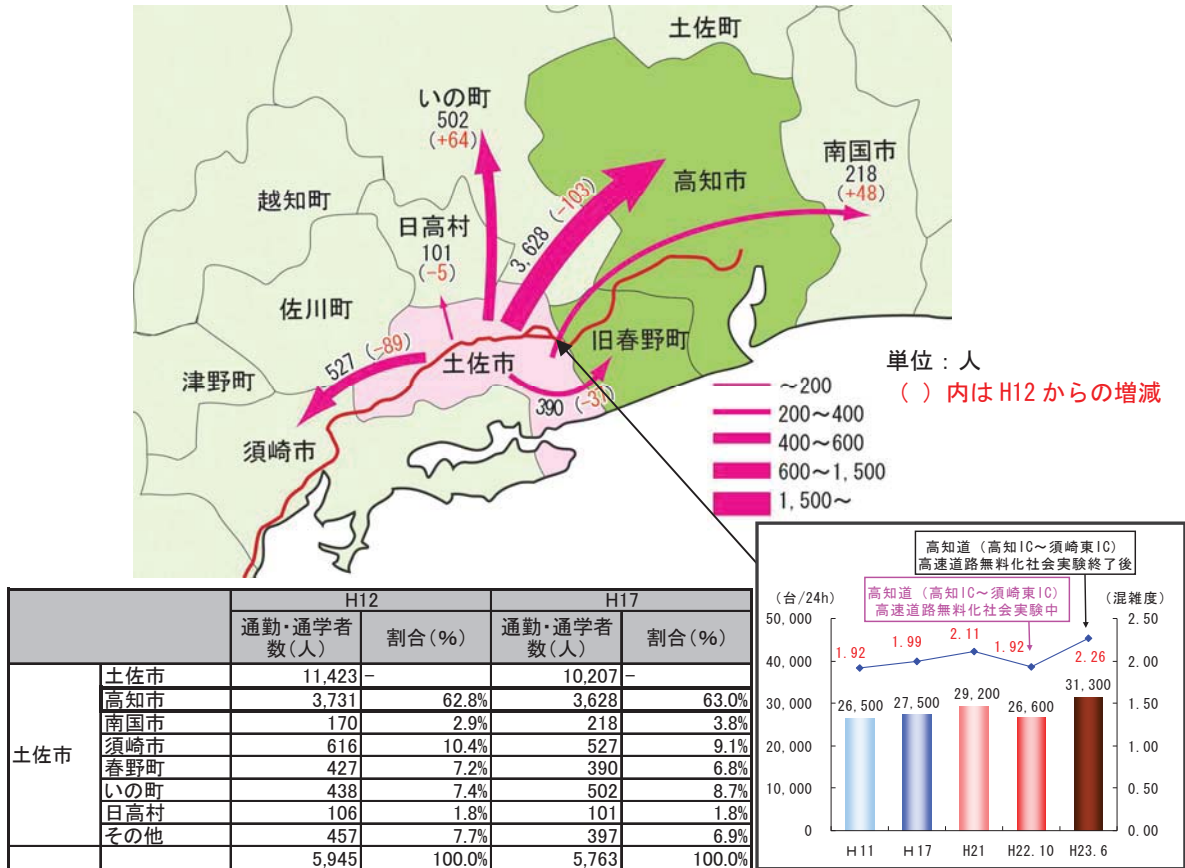 土佐町
いの町
502
(+64)
南国市
218
(+48)
高知市
越知町
日高村
101
(-5)
3,628 (-103)
佐川町
旧春野町
527 (-89)
土佐市
津野町
390 (-37)
須崎市
単位:人
( )内はH12からの増減
~200
200~400
400~600
600~1,500
1,500~
H12 H17
通勤・通学者数(人) 割合(%) 通勤・通学者数(人) 割合(%)
土佐市 土佐市 11,423 - 10,207 -
高知市 3,731 62.8% 3,628 63.0%
南国市 170 2.9% 218 3.8%
須崎市 616 10.4% 527 9.1%
春野町 427 7.2% 390 6.8%
いの町 438 7.4% 502 8.7%
日高村 106 1.8% 101 1.8%
その他 457 7.7% 397 6.9%
5,945 100.0% 5,763 100.0%
高知道(高知IC~須崎東IC)
高速道路無料化社会実験終了後
高知道(高知IC~須崎東IC)
高速道路無料化社会実験中
(台/24h) (混雑度)
50,000 2.50
40,000 2.00
30,000 1.50
20,000 1.00
10,000 0.50
0 0.00
1.92 1.99 2.11 1.92 2.26
26,500 27,500 29,200 26,600 31,300
H11 H17 H21 H22.10 H23.6